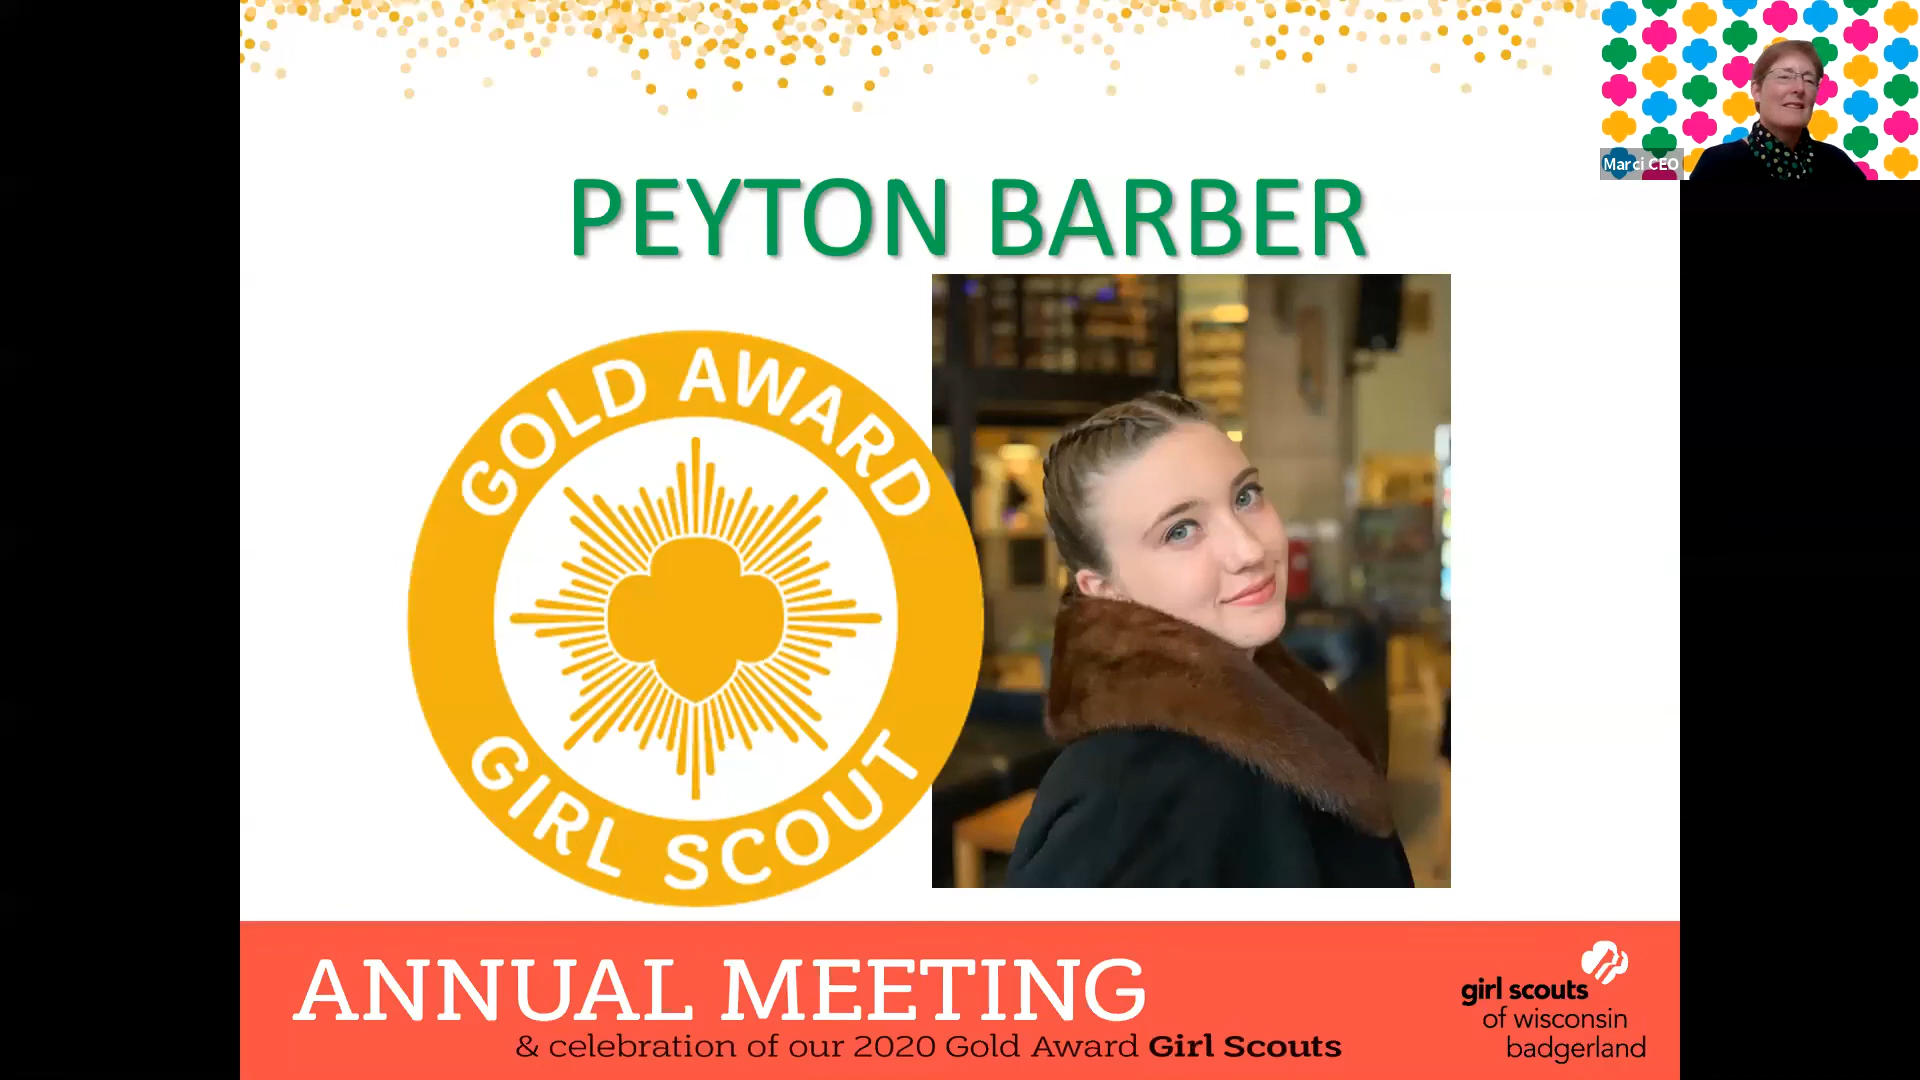 Marci CEO
PEYTON BARBER
GOLD AWARD
GIRL SCOUT
ANNUAL MEETING
& celebration of our 2020 Gold Award Girl Scouts
girl scouts
of wisconsin
badgerland